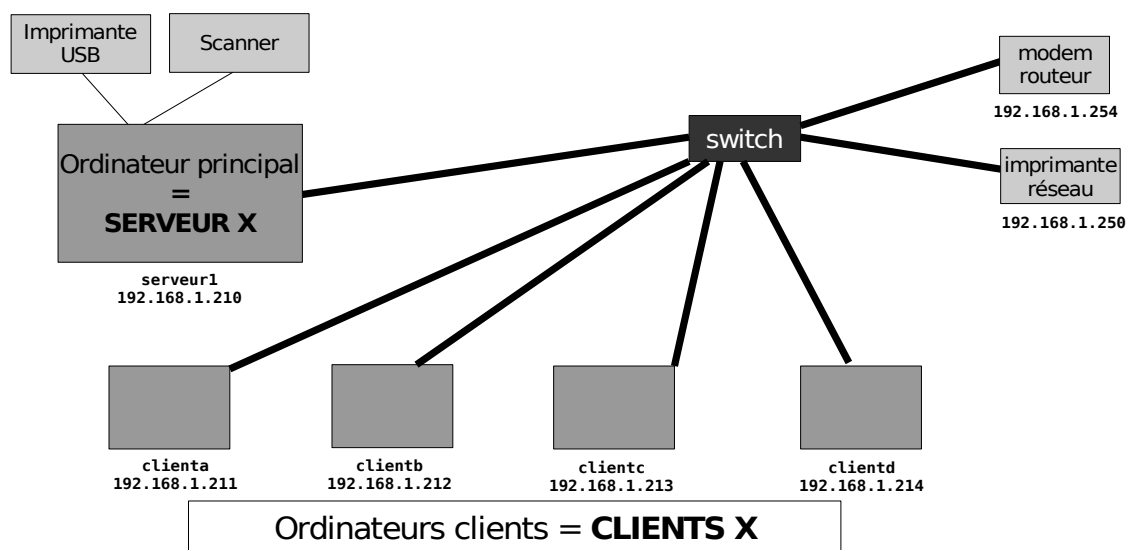 Imprimante
USB
Scanner
modem
routeur
192.168.1.254
switch
imprimante
réseau
192.168.1.250
Ordinateur principal
=
SERVEUR X
serveur1
192.168.1.210
clienta
192.168.1.211
clientb
192.168.1.212
clientc
192.168.1.213
clientd
192.168.1.214
Ordinateurs clients = CLIENTS X